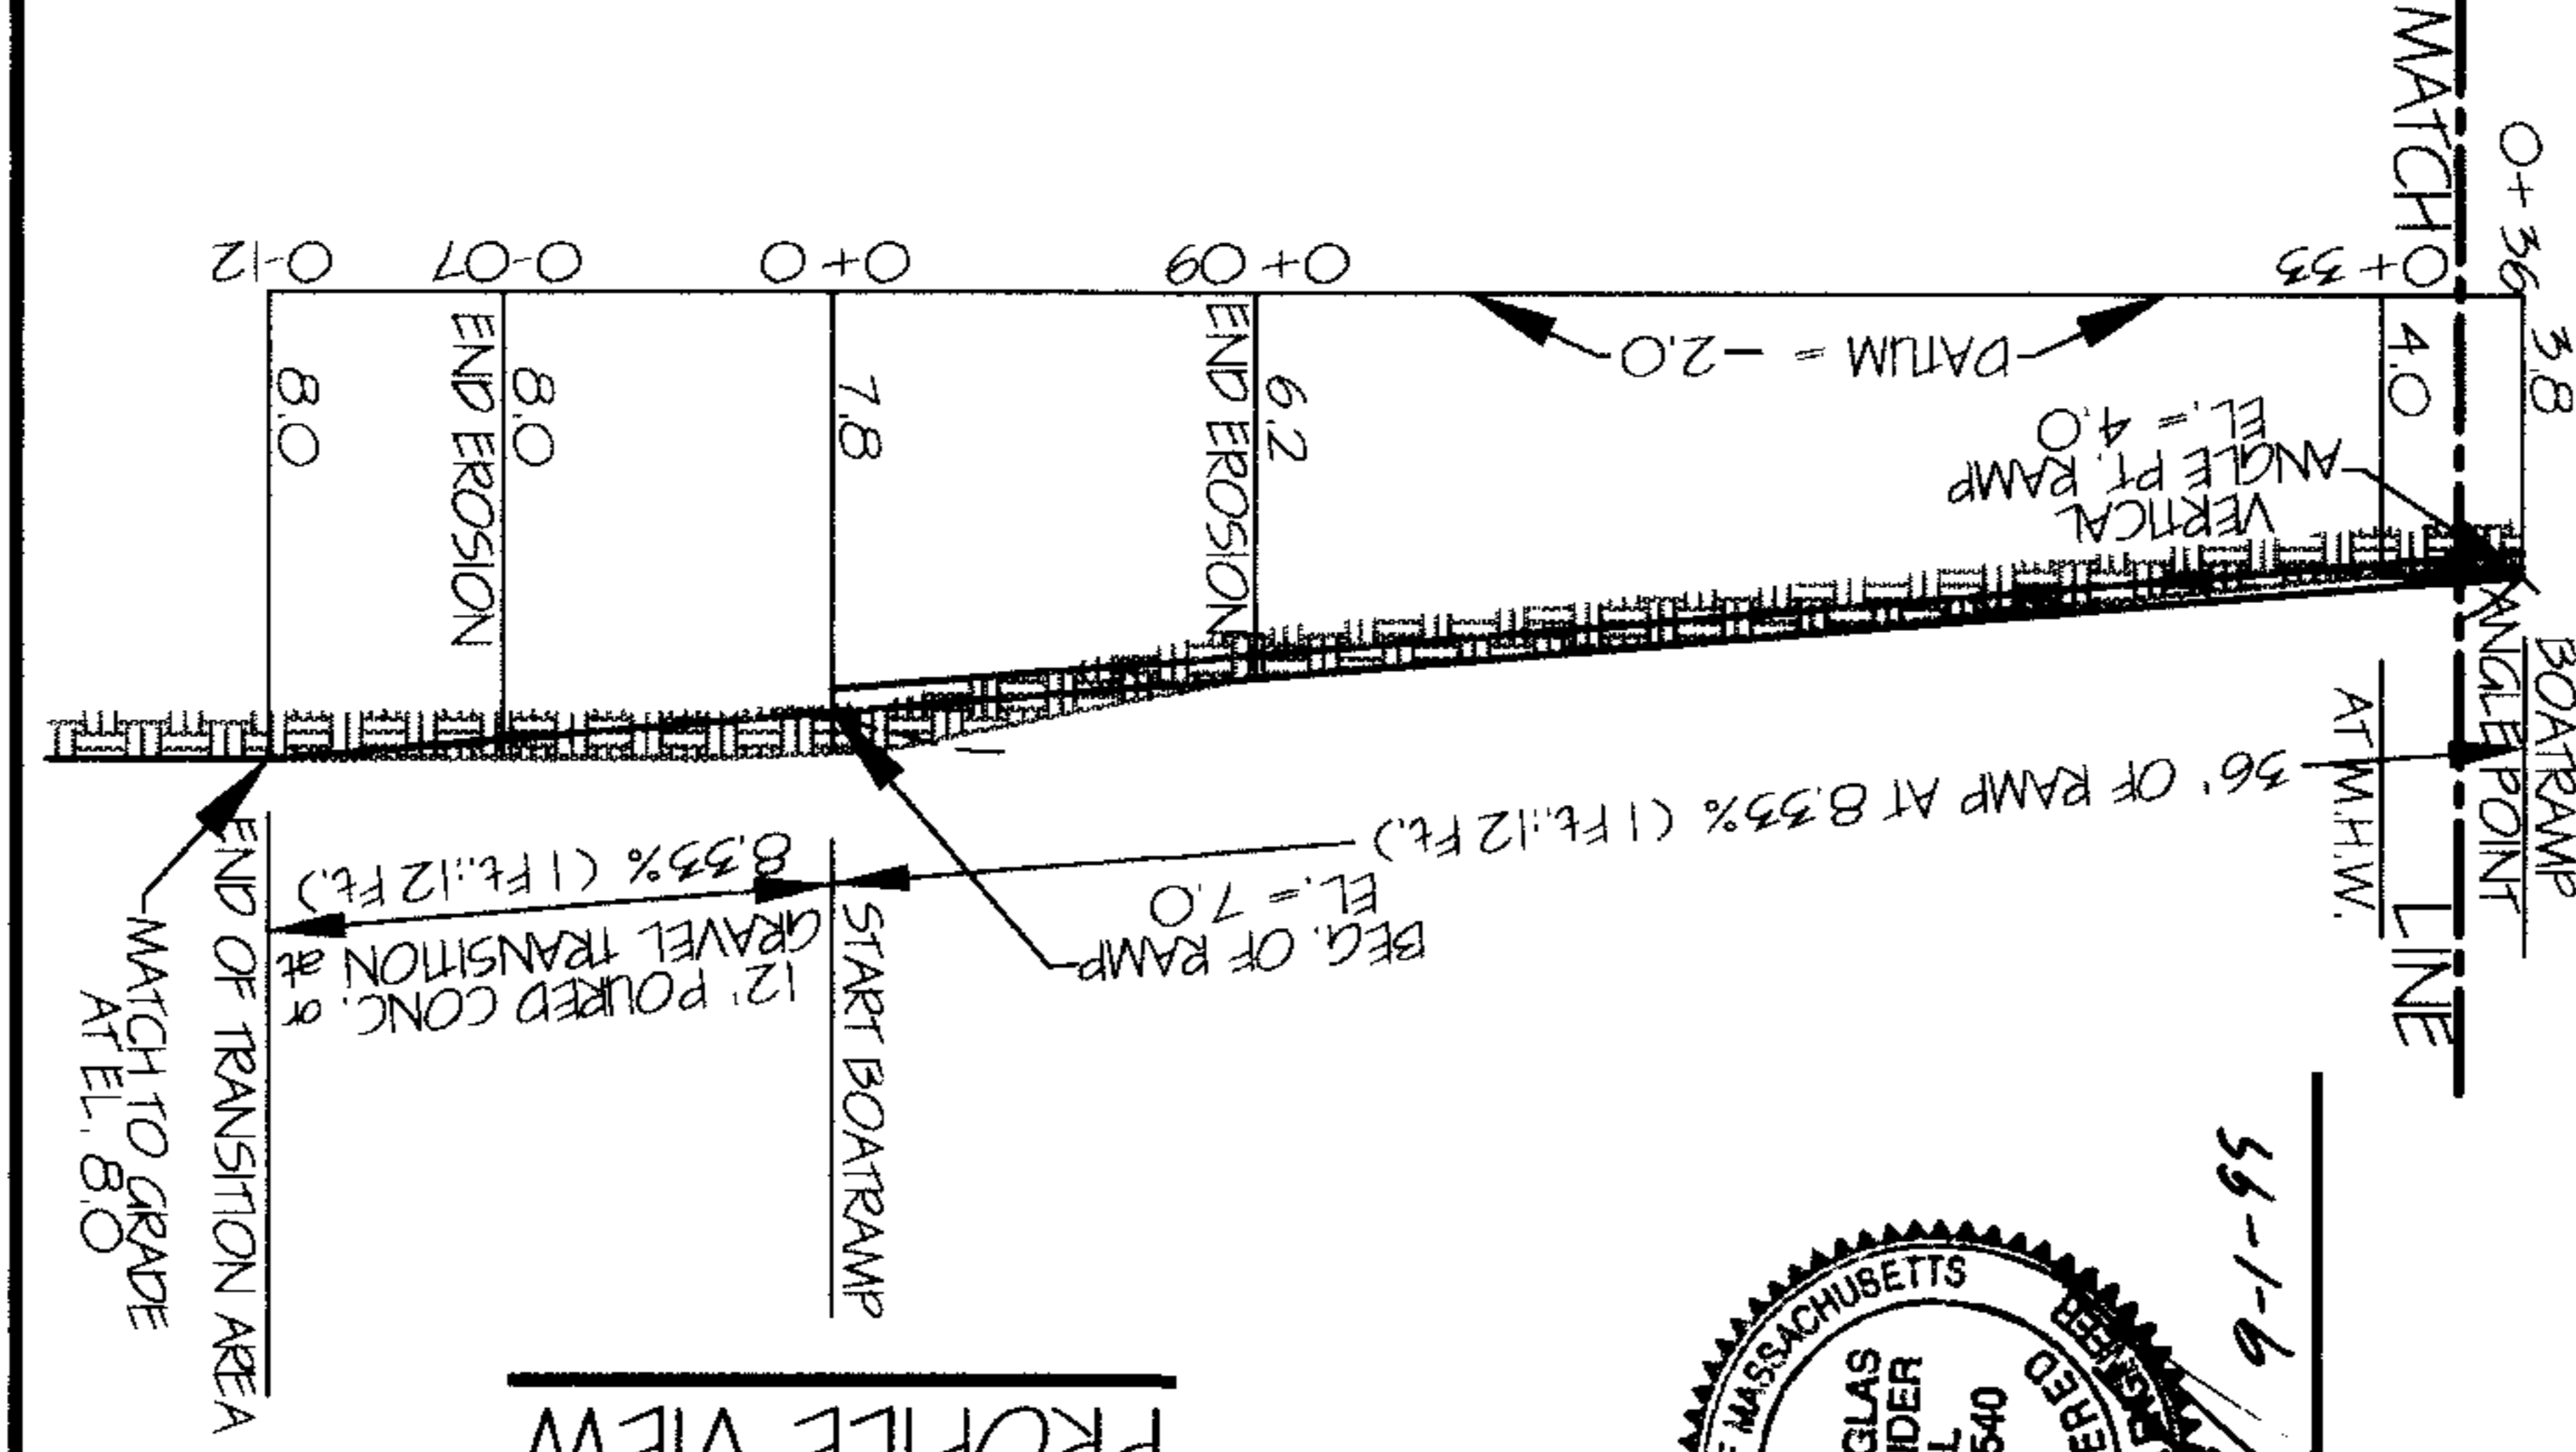 PROFILE VIEW
MATCH LINE
0+36
0+33
0+09
0+0
0-07
0-12
3.8
4.0
6.2
7.8
8.0
8.0
DATUM = -2.0
END EROSION
END EROSION
VERTICAL
ANGLE PT. RAMP
EL. = 4.0
BOATRAMP
ANGLE POINT
AT M.H.W.
36' OF RAMP AT 8.33% (1 Ft.:12 Ft.)
BEG. OF RAMP
EL. = 7.0
START BOATRAMP
12' POURED CONC. or
GRAVEL TRANSITION at
8.33% (1 Ft.:12 Ft.)
END OF TRANSITION AREA
MATCH TO GRADE
AT EL. 8.0
9-1-99
MASSACHUSETTS